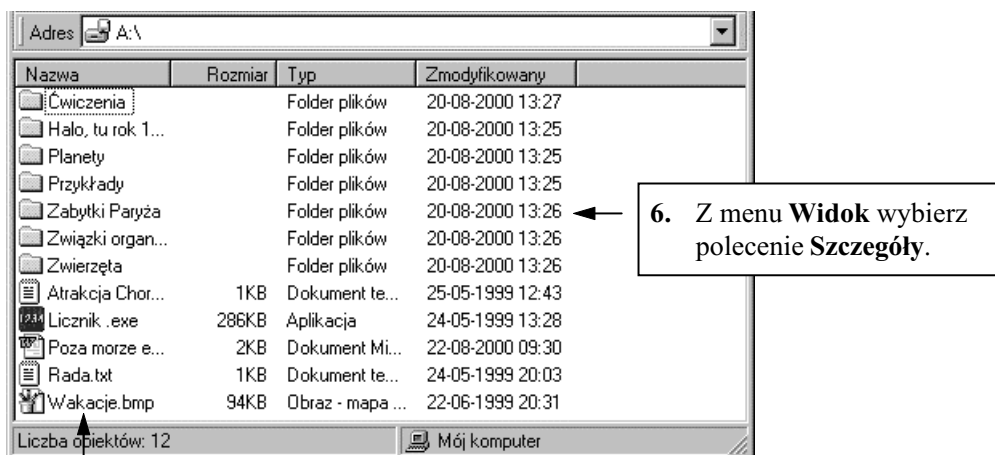 Adres A:\
Nazwa Rozmiar Typ Zmodyfikowany
Ćwiczenia Folder plików 20-08-2000 13:27
Halo, tu rok 1... Folder plików 20-08-2000 13:25
Planety Folder plików 20-08-2000 13:25
Przykłady Folder plików 20-08-2000 13:25
Zabytki Paryża Folder plików 20-08-2000 13:26
Związki organ... Folder plików 20-08-2000 13:26
Zwierzęta Folder plików 20-08-2000 13:26
Atrakcja Chor... 1KB Dokument te... 25-05-1999 12:43
Licznik .exe 286KB Aplikacja 24-05-1999 13:28
Poza morze e... 2KB Dokument Mi... 22-08-2000 09:30
Rada.txt 1KB Dokument te... 24-05-1999 20:03
Wakacje.bmp 94KB Obraz - mapa ... 22-06-1999 20:31
Liczba obiektów: 12 Mój komputer
6. Z menu Widok wybierz
polecenie Szczegóły.